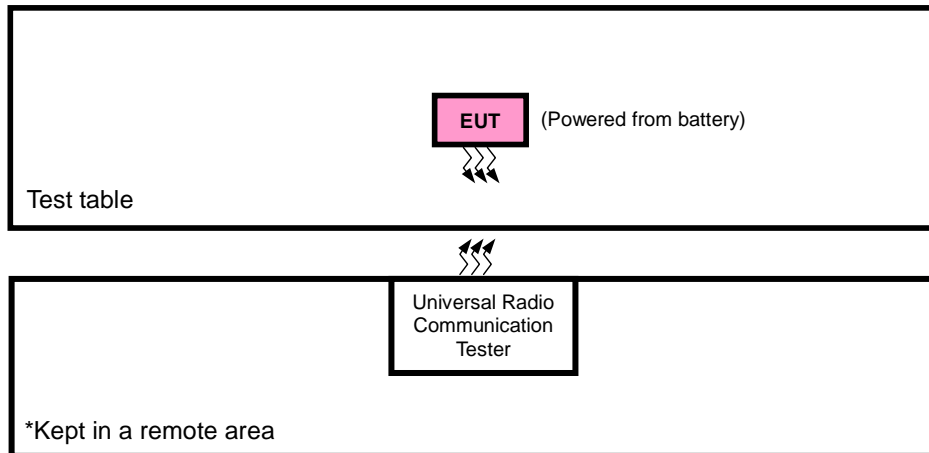 EUT
(Powered from battery)
Test table
Universal Radio
Communication
Tester
*Kept in a remote area